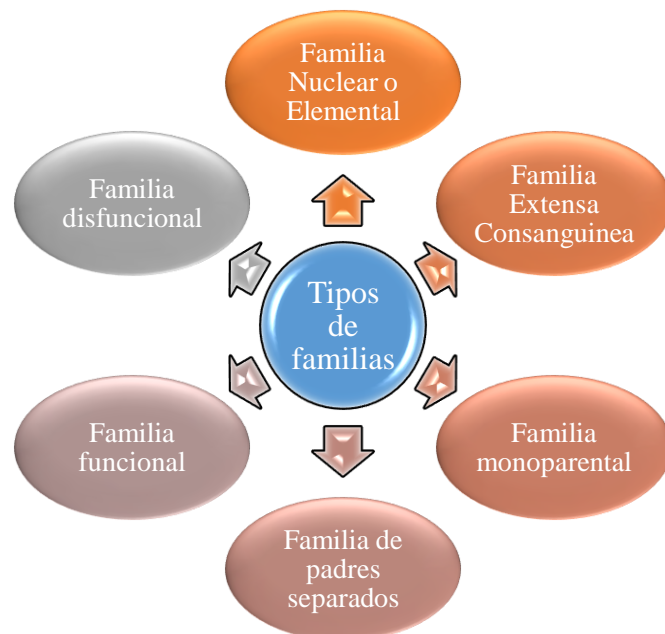 Familia
Nuclear o
Elemental
Familia
disfuncional
Familia
Extensa
Consanguinea
Tipos
de
familias
Familia
funcional
Familia
monoparental
Familia de
padres
separados